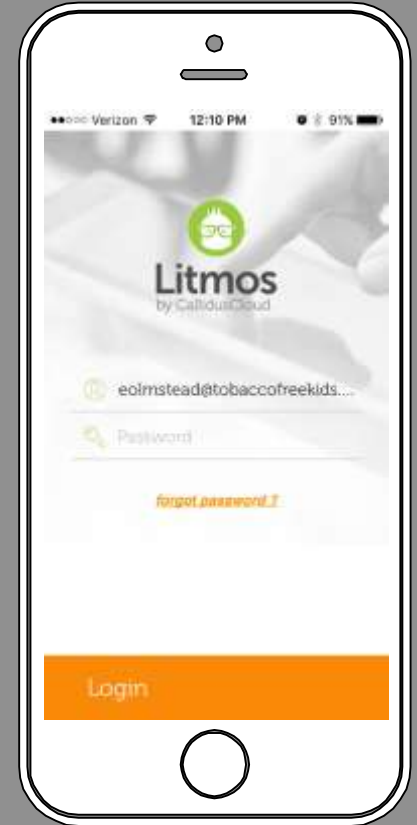 Verizon 12:10 PM 91%
Litmos
by CallidusCloud
eolmstead@tobaccofreekids....
Password
forgot password ?
Login